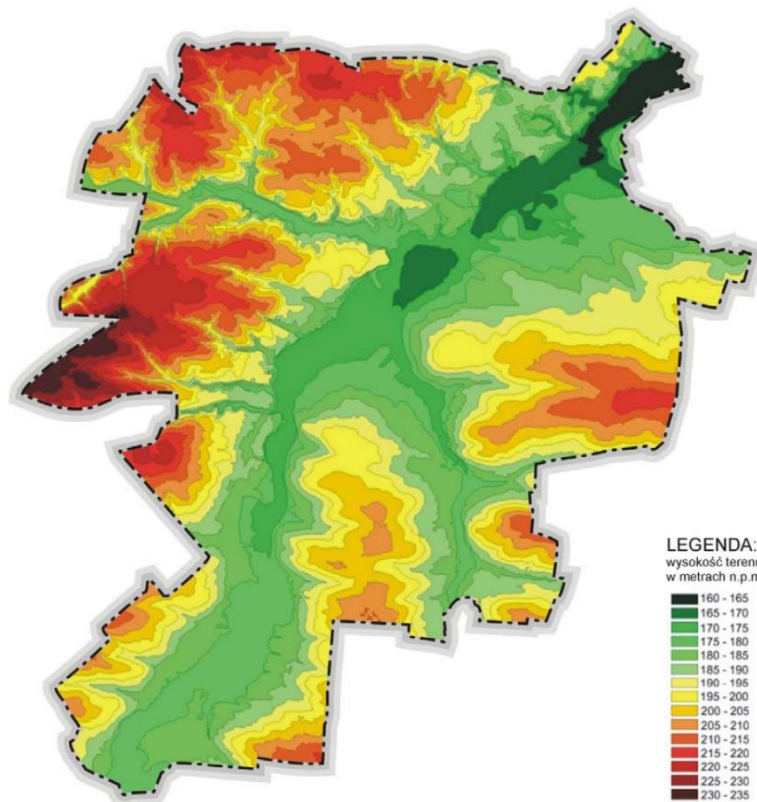 LEGENDA:
wysokość terenu
w metrach n.p.m
160 - 165
165 - 170
170 - 175
175 - 180
180 - 185
185 - 190
190 - 195
195 - 200
200 - 205
205 - 210
210 - 215
215 - 220
220 - 225
225 - 230
230 - 235